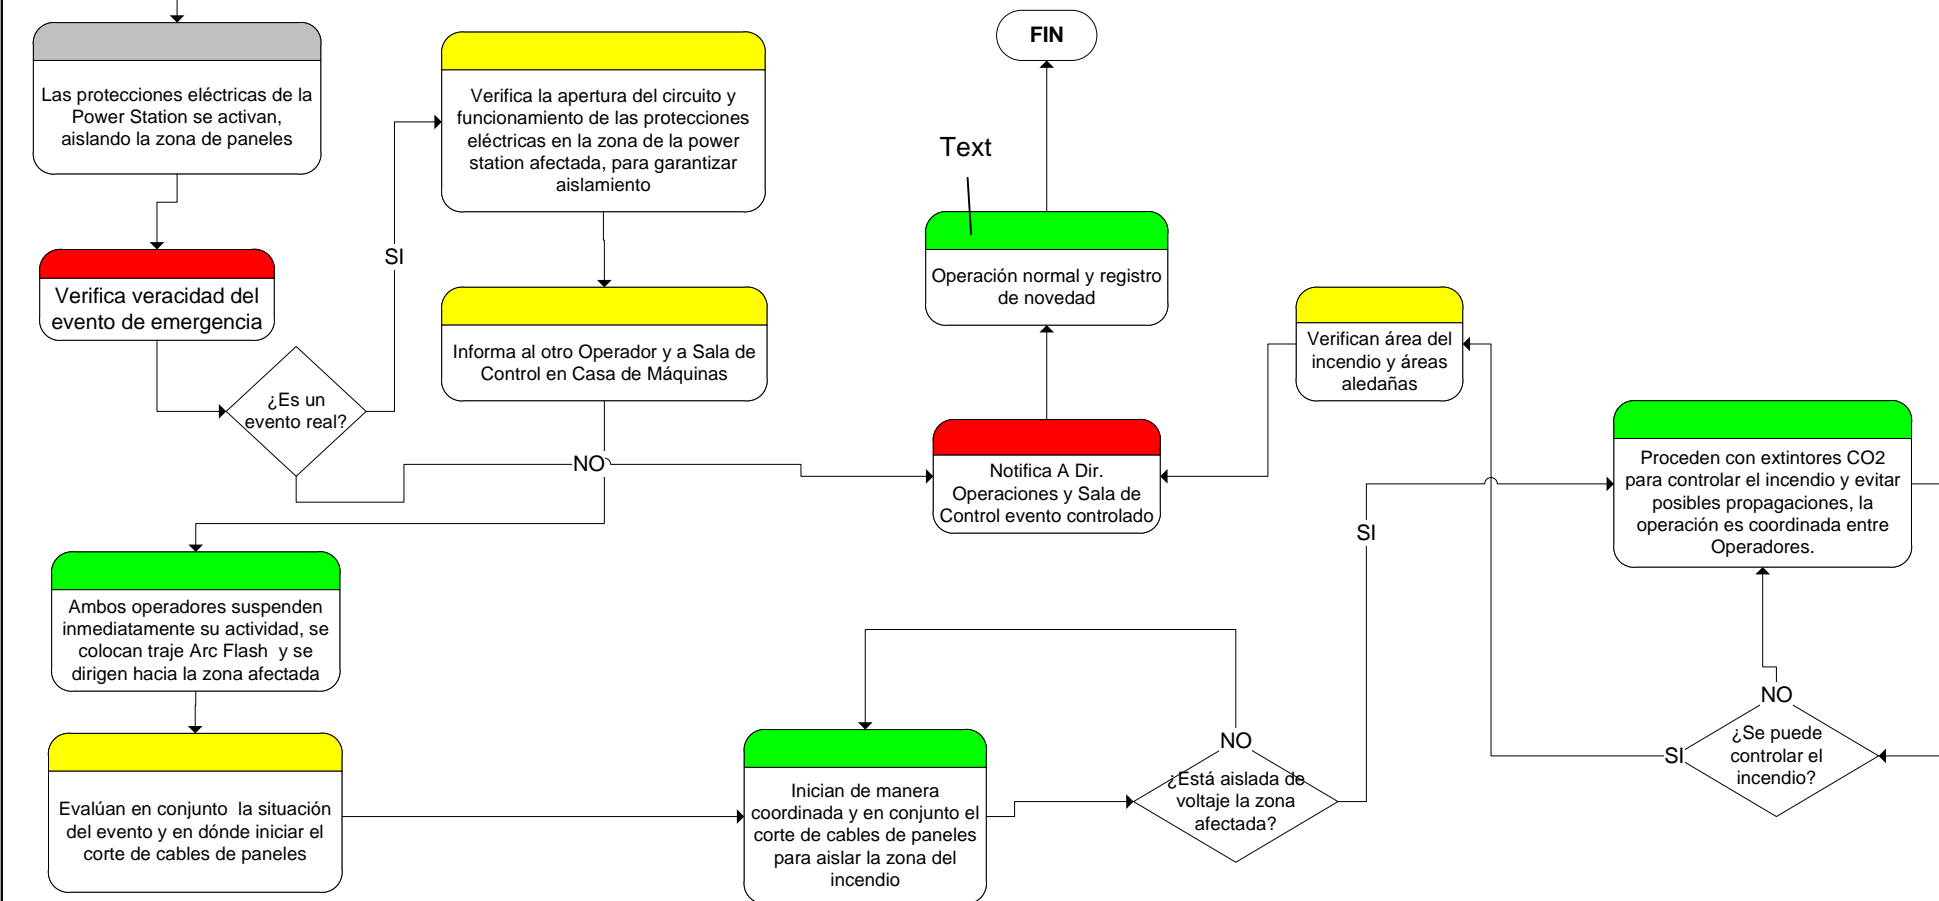 Las protecciones eléctricas de la
Power Station se activan,
aislando la zona de paneles
Verifica la apertura del circuito y
funcionamiento de las protecciones
eléctricas en la zona de la power
station afectada, para garantizar
aislamiento
FIN
Text
SI
Verifica veracidad del
evento de emergencia
Operación normal y registro
de novedad
Informa al otro Operador y a Sala de
Control en Casa de Máquinas
Verifican área del
incendio y áreas
aledañas
¿Es un
evento real?
NO
Notifica A Dir.
Operaciones y Sala de
Control evento controlado
SI
Proceden con extintores CO2
para controlar el incendio y evitar
posibles propagaciones, la
operación es coordinada entre
Operadores.
Ambos operadores suspenden
inmediatamente su actividad, se
colocan traje Arc Flash  y se
dirigen hacia la zona afectada
NO
¿Se puede
controlar el
incendio?
SI
Evalúan en conjunto  la situación
del evento y en dónde iniciar el
corte de cables de paneles
Inician de manera
coordinada y en conjunto el
corte de cables de paneles
para aislar la zona del
incendio
NO
¿Está aislada de
voltaje la zona
afectada?